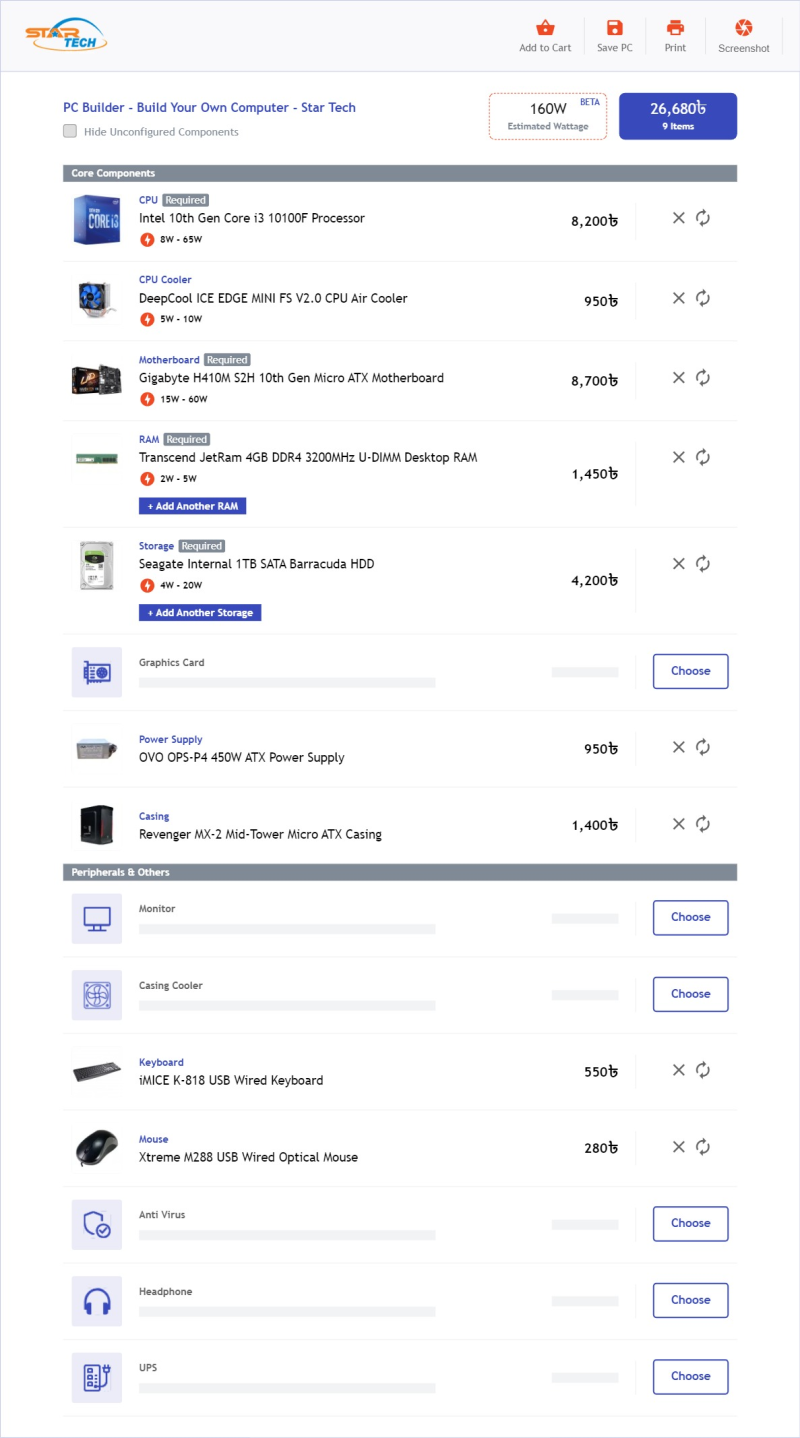 STAR
TECH
Add to Cart
Save PC
Print
Screenshot
PC Builder - Build Your Own Computer - Star Tech
Hide Unconfigured Components
160W
BETA
Estimated Wattage
26,680৳
9 Items
Core Components
CORE i3
CPU Required
Intel 10th Gen Core i3 10100F Processor
8W - 65W
8,200৳
CPU Cooler
DeepCool ICE EDGE MINI FS V2.0 CPU Air Cooler
5W - 10W
950৳
Motherboard Required
Gigabyte H410M S2H 10th Gen Micro ATX Motherboard
15W - 60W
8,700৳
RAM Required
Transcend JetRam 4GB DDR4 3200MHz U-DIMM Desktop RAM
2W - 5W
1,450৳
+ Add Another RAM
Storage Required
Seagate Internal 1TB SATA Barracuda HDD
4W - 20W
4,200৳
+ Add Another Storage
Graphics Card
Choose
Power Supply
OVO OPS-P4 450W ATX Power Supply
950৳
Casing
Revenger MX-2 Mid-Tower Micro ATX Casing
1,400৳
Peripherals & Others
Monitor
Choose
Casing Cooler
Choose
Keyboard
iMICE K-818 USB Wired Keyboard
550৳
Mouse
Xtreme M288 USB Wired Optical Mouse
280৳
Anti Virus
Choose
Headphone
Choose
UPS
Choose